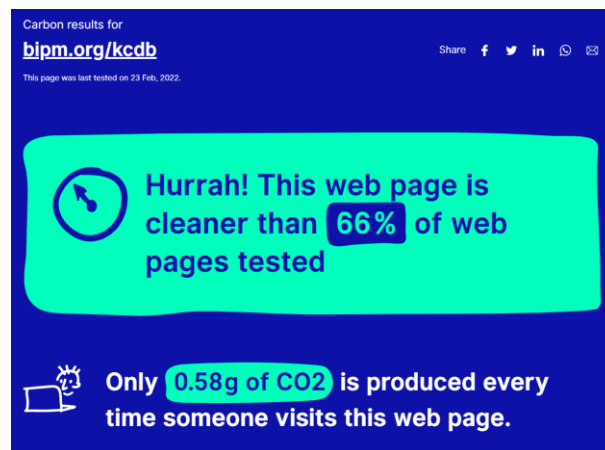 Carbon results for
bipm.org/kcdb
Share
This page was last tested on 23 Feb, 2022.
Hurrah! This web page is
cleaner than 66% of web
pages tested
Only 0.58g of CO2 is produced every
time someone visits this web page.